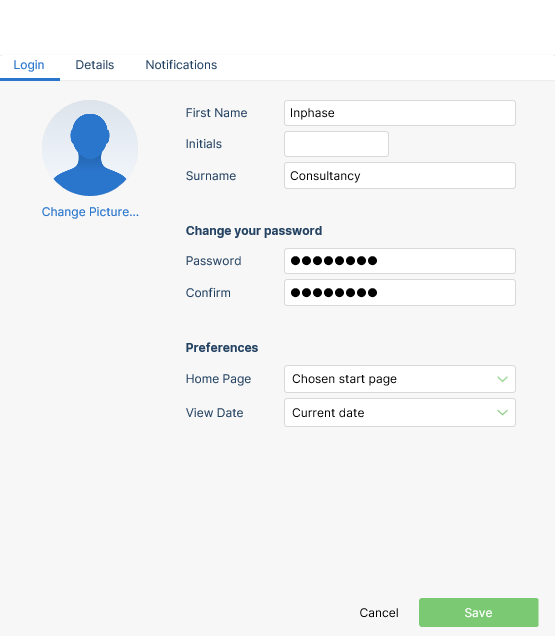 Login Details Notifications
First Name Inphase
Initials
Surname Consultancy
Change Picture...
Change your password
Password ●●●●●●●●
Confirm ●●●●●●●●
Preferences
Home Page Chosen start page
View Date Current date
Cancel Save